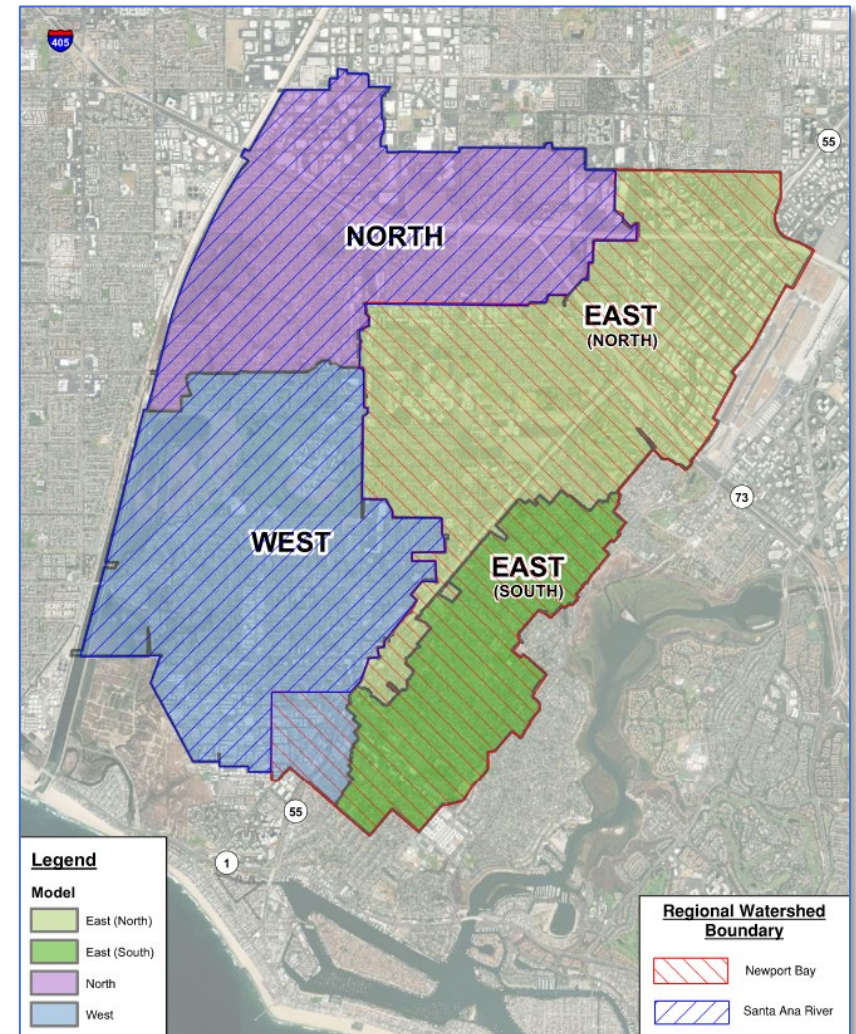 405
55
NORTH
EAST
(NORTH)
WEST
EAST
(SOUTH)
73
55
1
Legend
Model
East (North)
East (South)
North
West
Regional Watershed
Boundary
Newport Bay
Santa Ana River